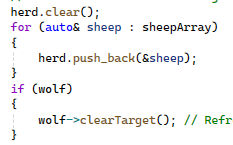 herd.clear();
for (auto& sheep : sheepArray)
{
    herd.push_back(&sheep);
}
if (wolf)
{
    wolf->clearTarget(); // Refr
}